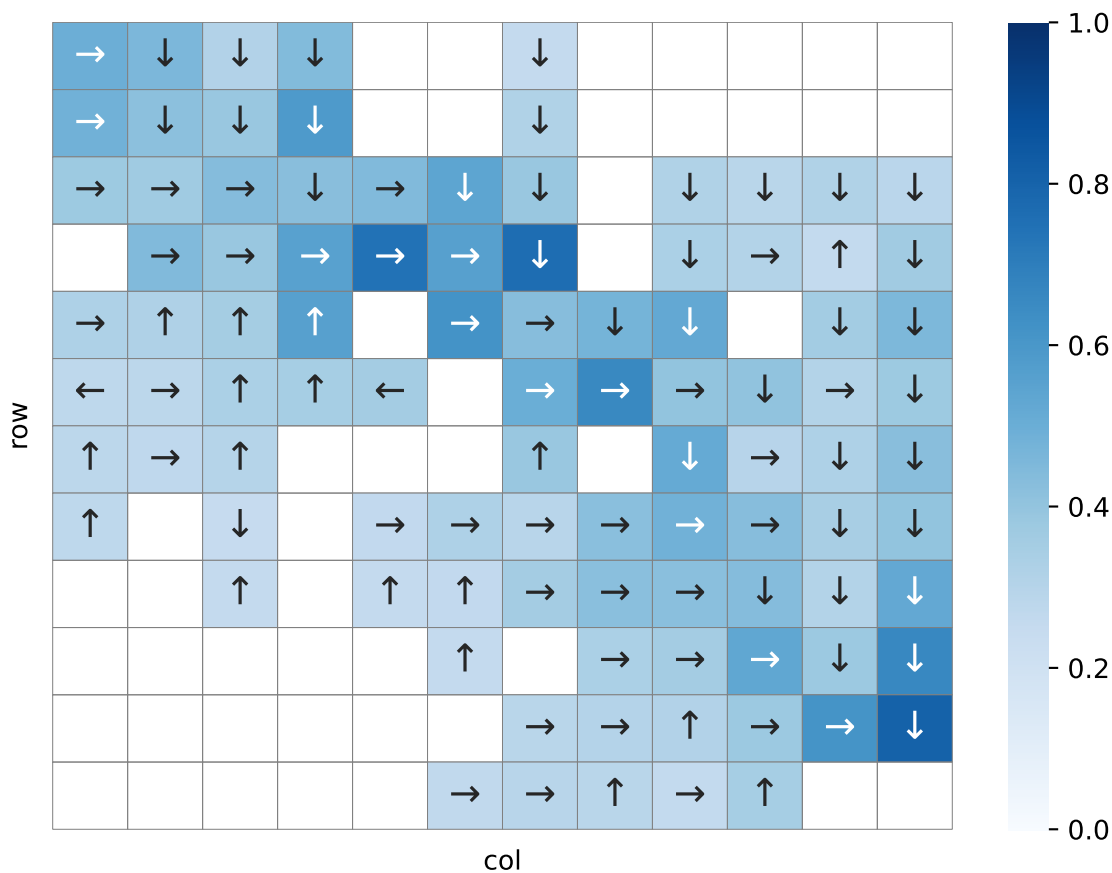 → ↓ ↓ ↓ ↓
→ ↓ ↓ ↓ ↓
→ → → ↓ → ↓ ↓ ↓ ↓ ↓ ↓
→ → → → → ↓ ↓ → ↑ ↓
→ ↑ ↑ ↑ → → ↓ ↓ ↓ ↓
← → ↑ ↑ ← → → → ↓ → ↓
↑ → ↑ ↑ ↓ → ↓ ↓
↑ ↓ → → → → → → ↓ ↓
↑ ↑ ↑ → → → ↓ ↓ ↓
↑ → → → ↓ ↓
→ → ↑ → → ↓
→ → ↑ → ↑
row
col
1.0
0.8
0.6
0.4
0.2
0.0